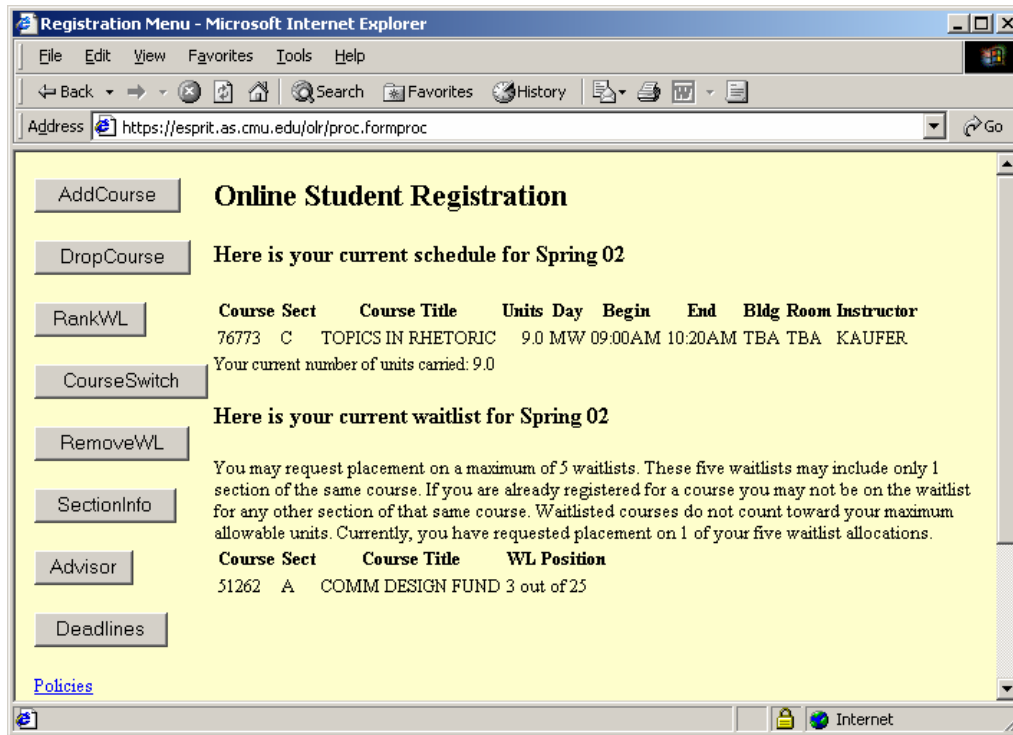 Registration Menu - Microsoft Internet Explorer
File Edit View Favorites Tools Help
Back Search Favorites History
Address https://esprit.as.cmu.edu/olr/proc.formproc Go
AddCourse
DropCourse
RankWL
CourseSwitch
RemoveWL
SectionInfo
Advisor
Deadlines
Policies
Online Student Registration
Here is your current schedule for Spring 02
Course Sect Course Title Units Day Begin End Bldg Room Instructor
76773 C TOPICS IN RHETORIC 9.0 MW 09:00AM 10:20AM TBA TBA KAUFER
Your current number of units carried: 9.0
Here is your current waitlist for Spring 02
You may request placement on a maximum of 5 waitlists. These five waitlists may include only 1
section of the same course. If you are already registered for a course you may not be on the waitlist
for any other section of that same course. Waitlisted courses do not count toward your maximum
allowable units. Currently, you have requested placement on 1 of your five waitlist allocations.
Course Sect Course Title WL Position
51262 A COMM DESIGN FUND 3 out of 25
Internet